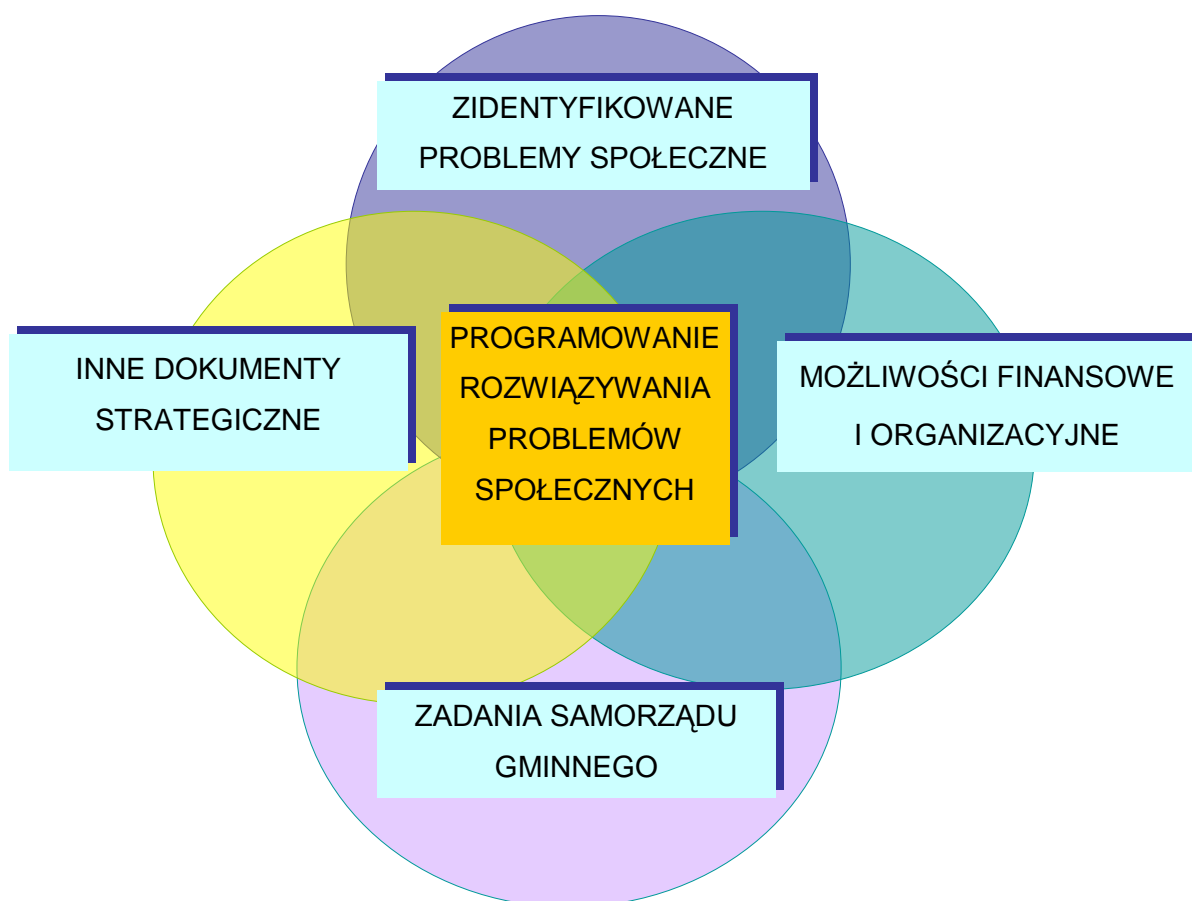 ZIDENTYFIKOWANE
PROBLEMY SPOŁECZNE
INNE DOKUMENTY
STRATEGICZNE
PROGRAMOWANIE
ROZWIĄZYWANIA
PROBLEMÓW
SPOŁECZNYCH
MOŻLIWOŚCI FINANSOWE
I ORGANIZACYJNE
ZADANIA SAMORZĄDU
GMINNEGO